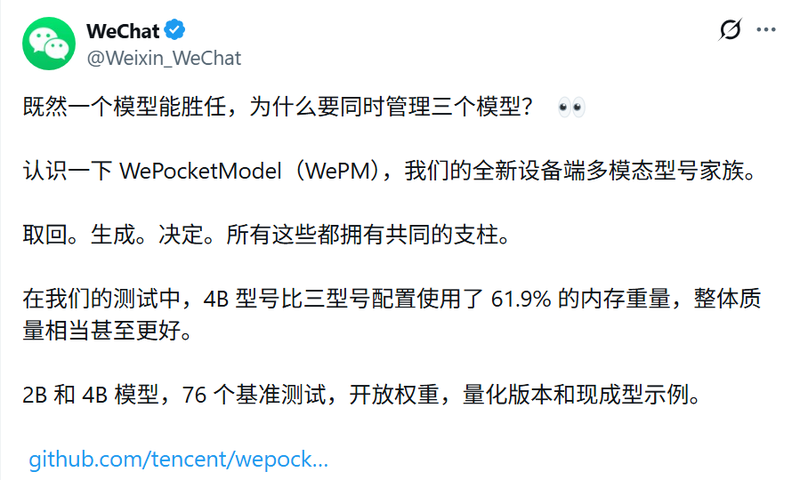 WeChat
@Weixin_WeChat
既然一个模型能胜任，为什么要同时管理三个模型？ 👀
认识一下 WePocketModel（WePM），我们的全新设备端多模态型号家族。
取回。生成。决定。所有这些都拥有共同的支柱。
在我们的测试中，4B 型号比三型号配置使用了 61.9% 的内存重量，整体质
量相当甚至更好。
2B 和 4B 模型，76 个基准测试，开放权重，量化版本和现成型示例。
github.com/tencent/wepock...